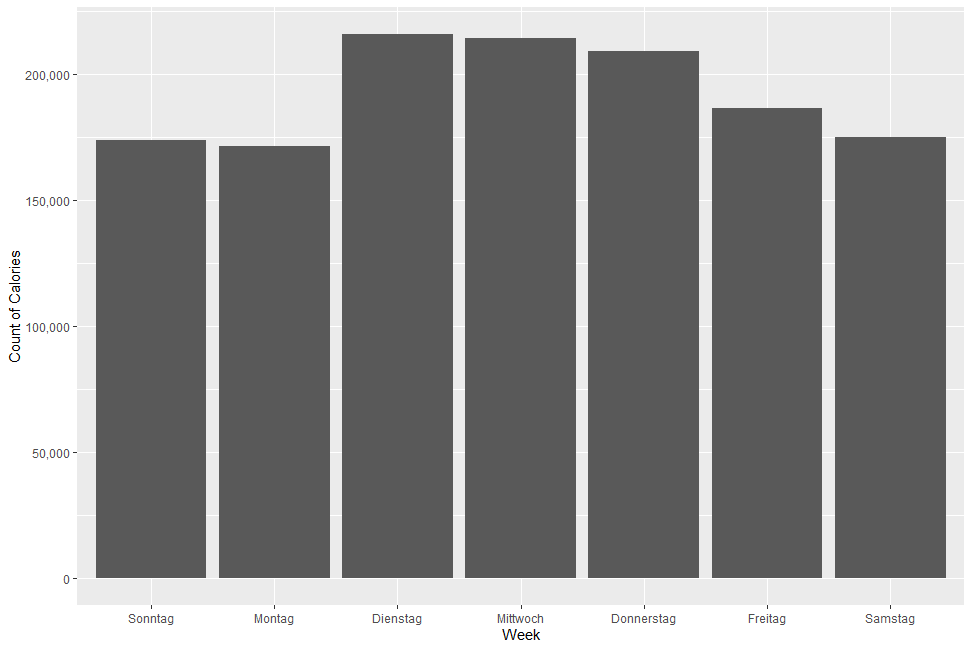 200,000
150,000
100,000
50,000
0
Count of Calories
Sonntag Montag Dienstag Mittwoch Donnerstag Freitag Samstag
Week